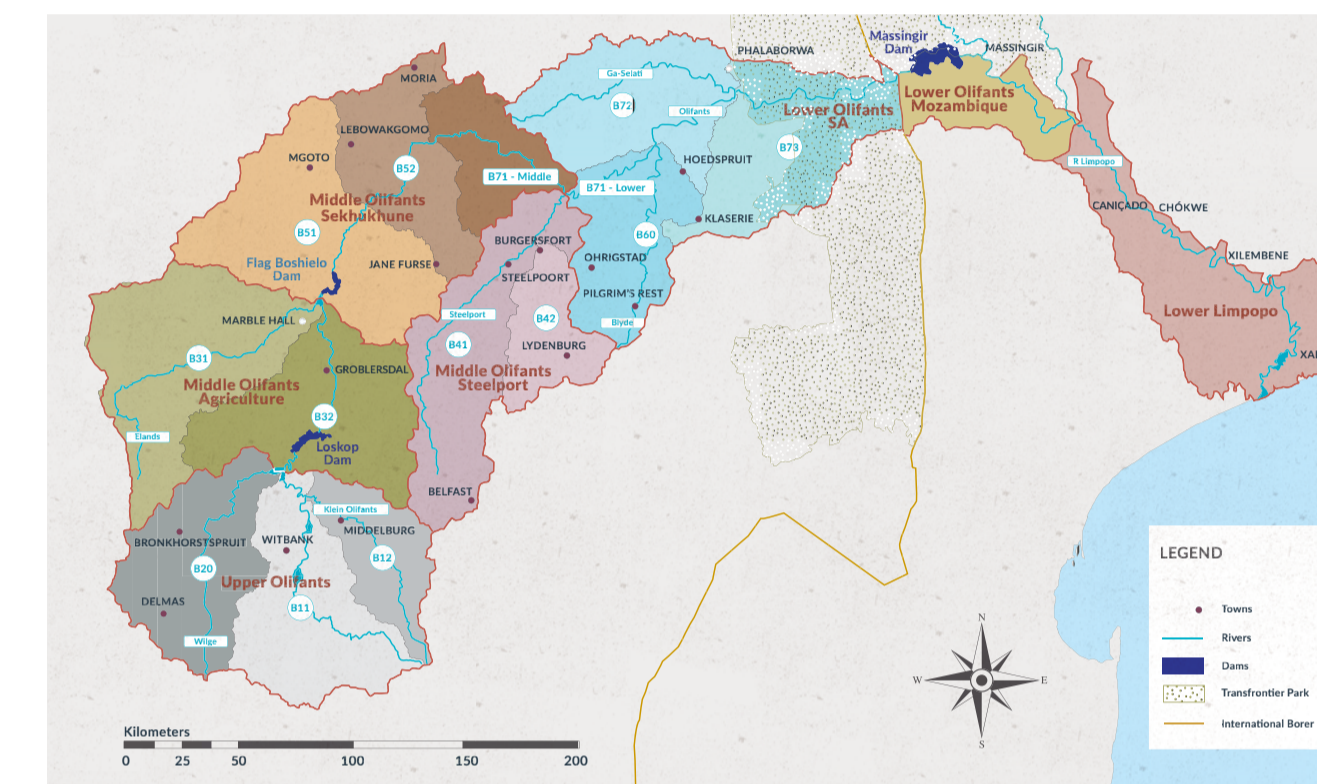 Massingir
Dam
MASSINGIR
PHALABORWA
MORIA
Ga-Selati
B72
Lower Olifants
Mozambique
Olifants
Lower Olifants
SA
LEBOWAKGOMO
B73
MGOTO
HOEDSPRUIT
R Limpopo
B52
B71 - Middle
B71 - Lower
Middle Olifants
Sekhukhune
CANIÇADO
CHÓKWE
KLASERIE
B51
B60
BURGERSFORT
XILEMBENE
Flag Boshielo
Dam
JANE FURSE
OHRIGSTAD
STEELPOORT
PILGRIM'S REST
Lower Limpopo
Steelport
B42
Blyde
MARBLE HALL
B41
LYDENBURG
B31
XAI
GROBLERSDAL
Middle Olifants
Steelport
Middle Olifants
Agriculture
B32
Elands
Loskop
Dam
BELFAST
Klein Olifants
MIDDELBURG
BRONKHORSTSPRUIT
WITBANK
B12
B20
Upper Olifants
DELMAS
B11
Wilge
LEGEND
Towns
Rivers
Dams
Transfrontier Park
International Borer
N
W
E
S
Kilometers
0 25 50 100 150 200